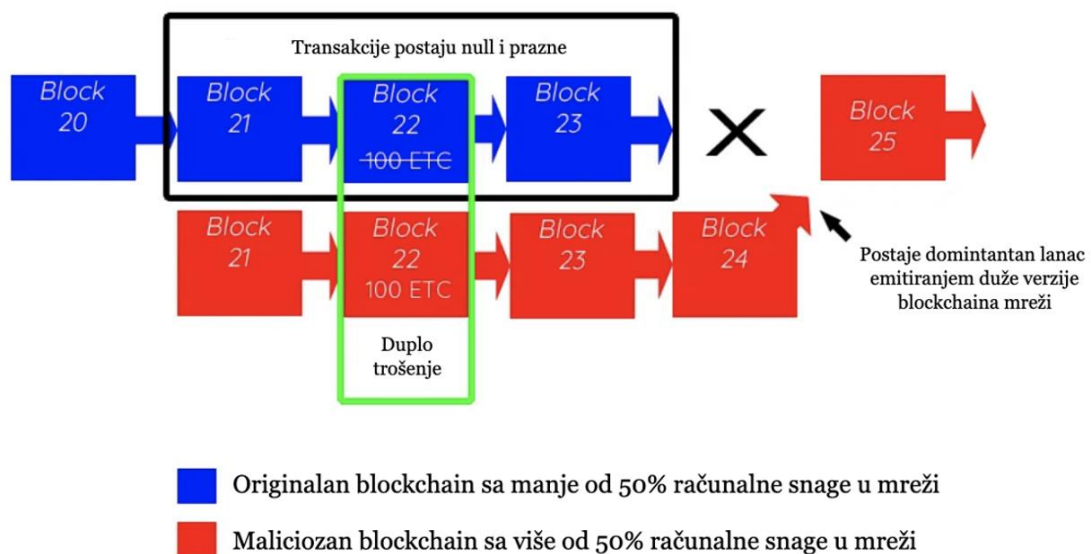 Transakcije postaju null i prazne
Block
20
Block
21
Block
22
100 ETC
Block
23
Block
25
Block
21
Block
22
100 ETC
Block
23
Block
24
Postaje domintantan lanac
emitiranjem duže verzije
blockchaina mreži
Duplo
trošenje
Originalan blockchain sa manje od 50% računalne snage u mreži
Maliciozan blockchain sa više od 50% računalne snage u mreži